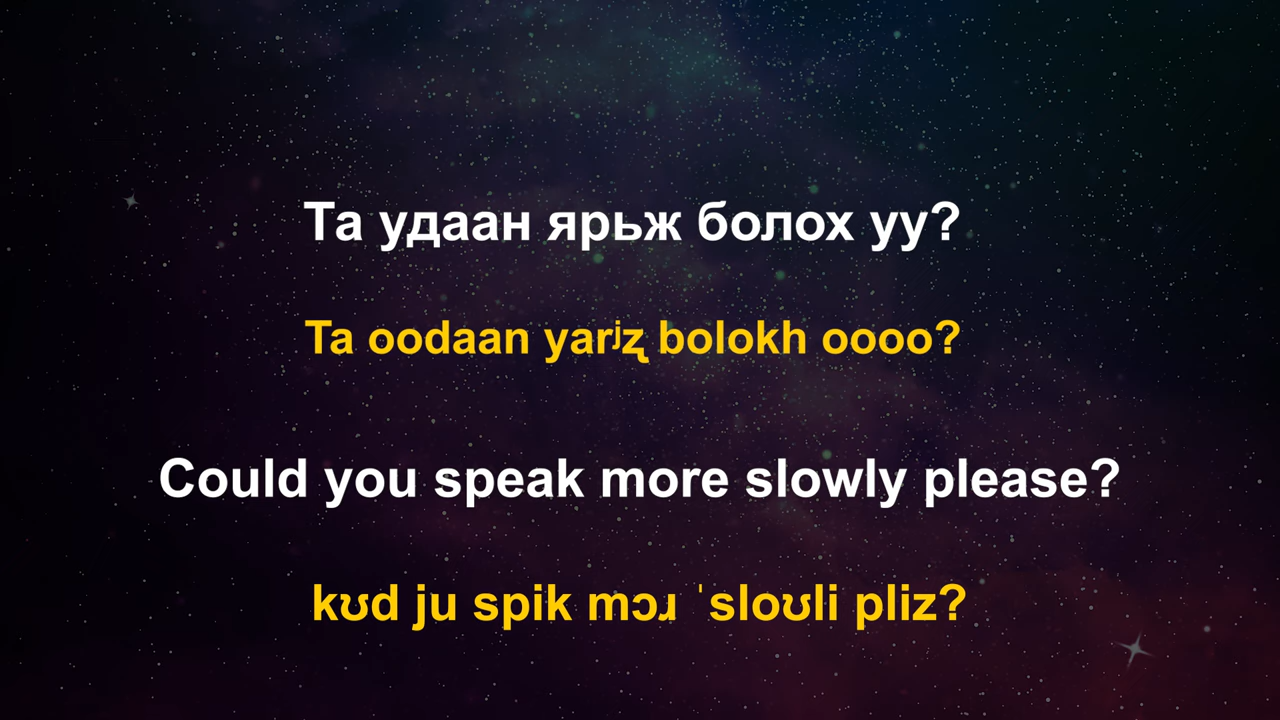 Та удаан ярьж болох уу?
Ta oodaan yarʲʐ bolokh oooo?
Could you speak more slowly please?
kʊd ju spik mɔɹ ˈsloʊli pliz?